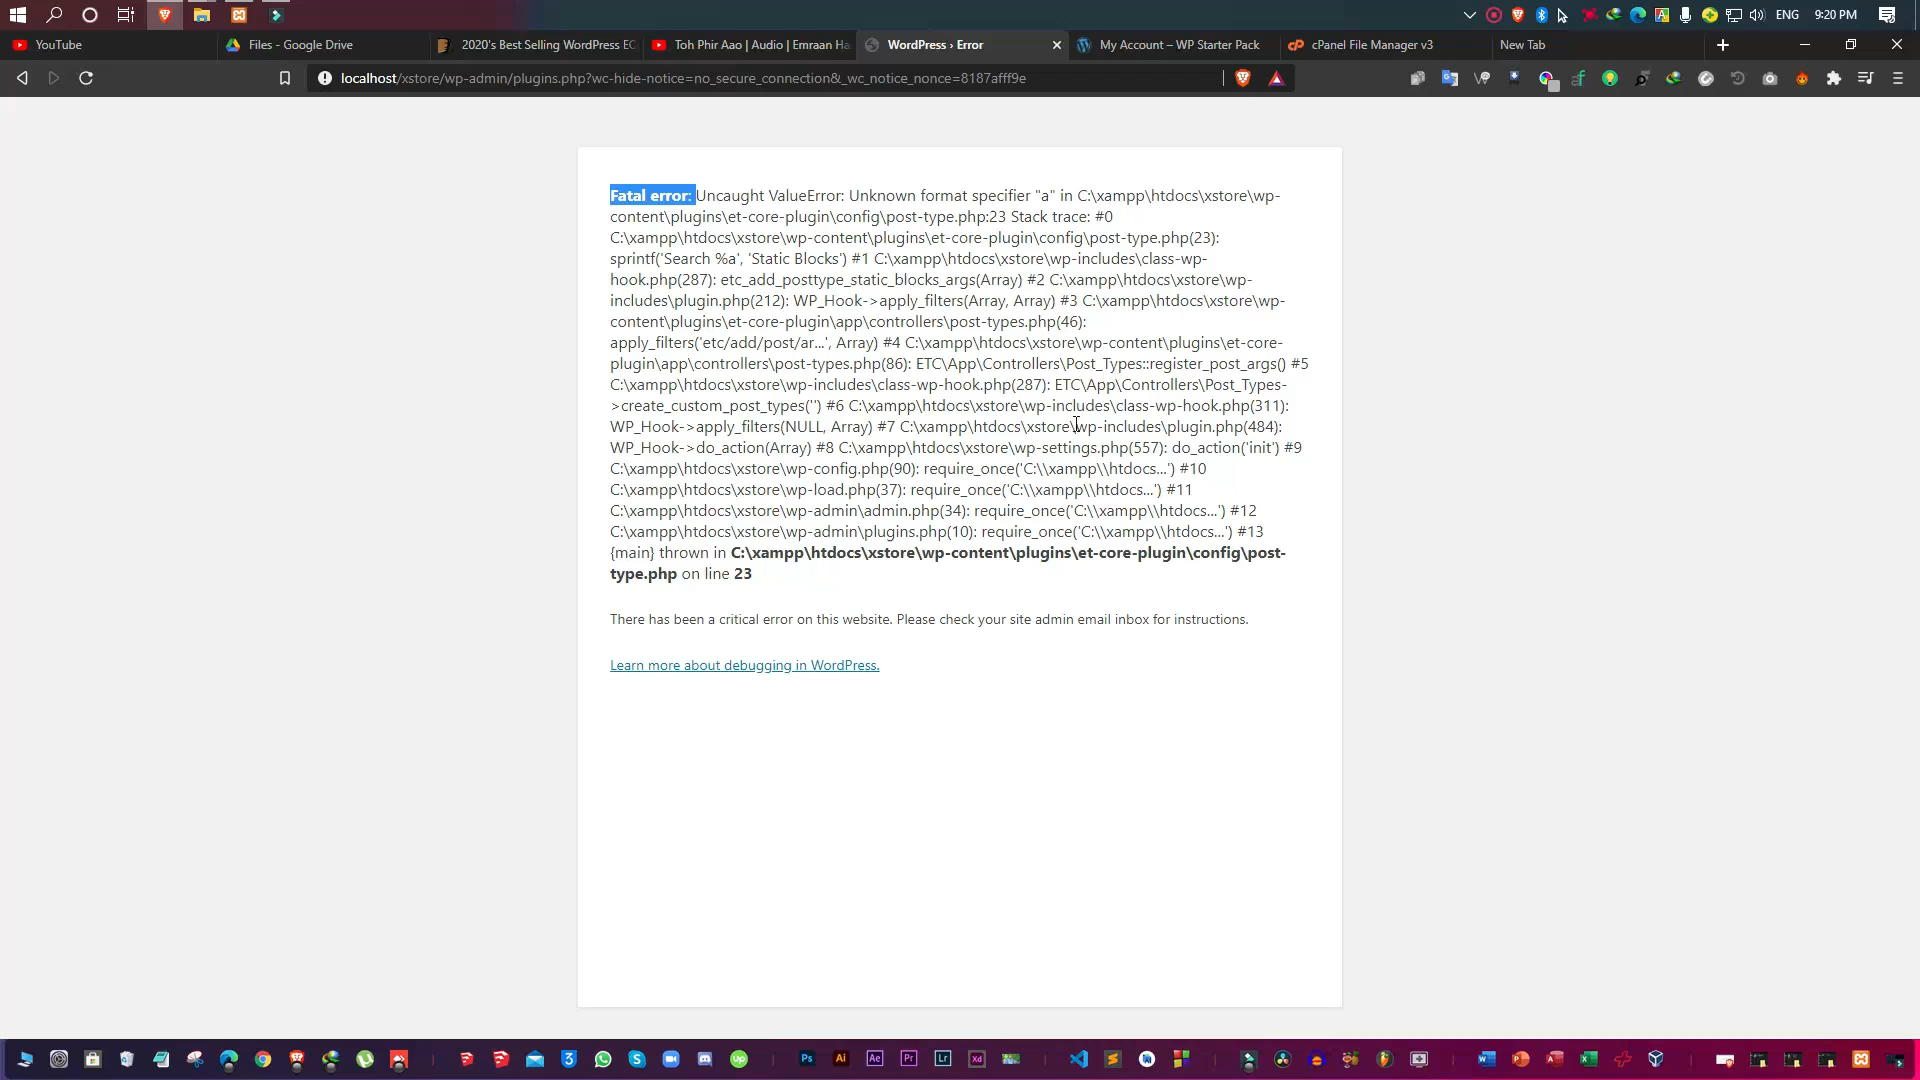 ENG
9:20 PM
YouTube
Files - Google Drive
2020's Best Selling WordPress EC
Toh Phir Aao | Audio | Emraan Ha
WordPress › Error
My Account – WP Starter Pack
cPanel File Manager v3
New Tab
localhost/xstore/wp-admin/plugins.php?wc-hide-notice=no_secure_connection&_wc_notice_nonce=8187afff9e
Fatal error: Uncaught ValueError: Unknown format specifier "a" in C:\xampp\htdocs\xstore\wp-
content\plugins\et-core-plugin\config\post-type.php:23 Stack trace: #0
C:\xampp\htdocs\xstore\wp-content\plugins\et-core-plugin\config\post-type.php(23):
sprintf('Search %a', 'Static Blocks') #1 C:\xampp\htdocs\xstore\wp-includes\class-wp-
hook.php(287): etc_add_posttype_static_blocks_args(Array) #2 C:\xampp\htdocs\xstore\wp-
includes\plugin.php(212): WP_Hook->apply_filters(Array, Array) #3 C:\xampp\htdocs\xstore\wp-
content\plugins\et-core-plugin\app\controllers\post-types.php(46):
apply_filters('etc/add/post/ar...', Array) #4 C:\xampp\htdocs\xstore\wp-content\plugins\et-core-
plugin\app\controllers\post-types.php(86): ETC\App\Controllers\Post_Types::register_post_args() #5
C:\xampp\htdocs\xstore\wp-includes\class-wp-hook.php(287): ETC\App\Controllers\Post_Types-
>create_custom_post_types('') #6 C:\xampp\htdocs\xstore\wp-includes\class-wp-hook.php(311):
WP_Hook->apply_filters(NULL, Array) #7 C:\xampp\htdocs\xstore\wp-includes\plugin.php(484):
WP_Hook->do_action(Array) #8 C:\xampp\htdocs\xstore\wp-settings.php(557): do_action('init') #9
C:\xampp\htdocs\xstore\wp-config.php(90): require_once('C:\\xampp\\htdocs...') #10
C:\xampp\htdocs\xstore\wp-load.php(37): require_once('C:\\xampp\\htdocs...') #11
C:\xampp\htdocs\xstore\wp-admin\admin.php(34): require_once('C:\\xampp\\htdocs...') #12
C:\xampp\htdocs\xstore\wp-admin\plugins.php(10): require_once('C:\\xampp\\htdocs...') #13
{main} thrown in C:\xampp\htdocs\xstore\wp-content\plugins\et-core-plugin\config\post-
type.php on line 23
There has been a critical error on this website. Please check your site admin email inbox for instructions.
Learn more about debugging in WordPress.
Ps
Ai
Ae
Pr
Lr
Xd